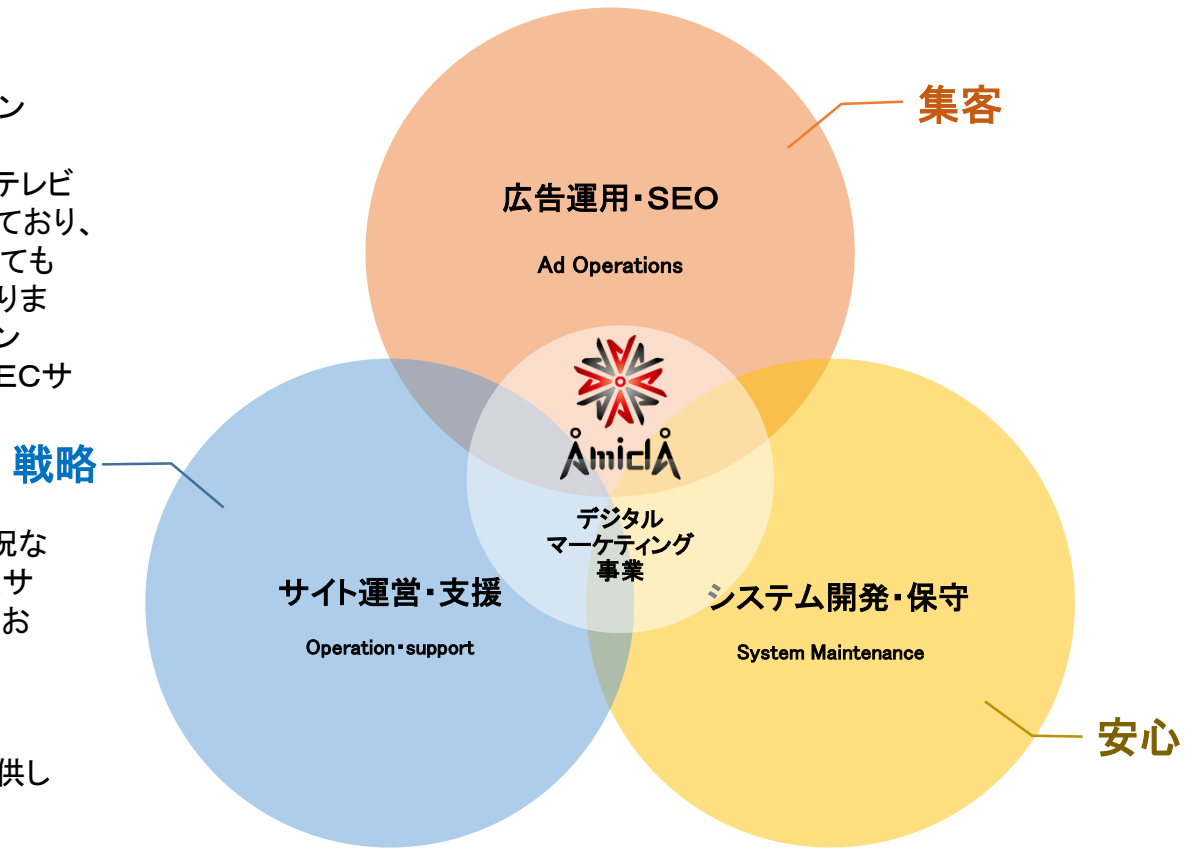 ン
テレビ
ており、
ても
りま
ン
ECサ
況な
サ
お
供し
集客
広告運用・SEO
Ad Operations
戦略
ÅmidÅ
デジタル
マーケティング
事業
サイト運営・支援
Operation・support
システム開発・保守
System Maintenance
安心